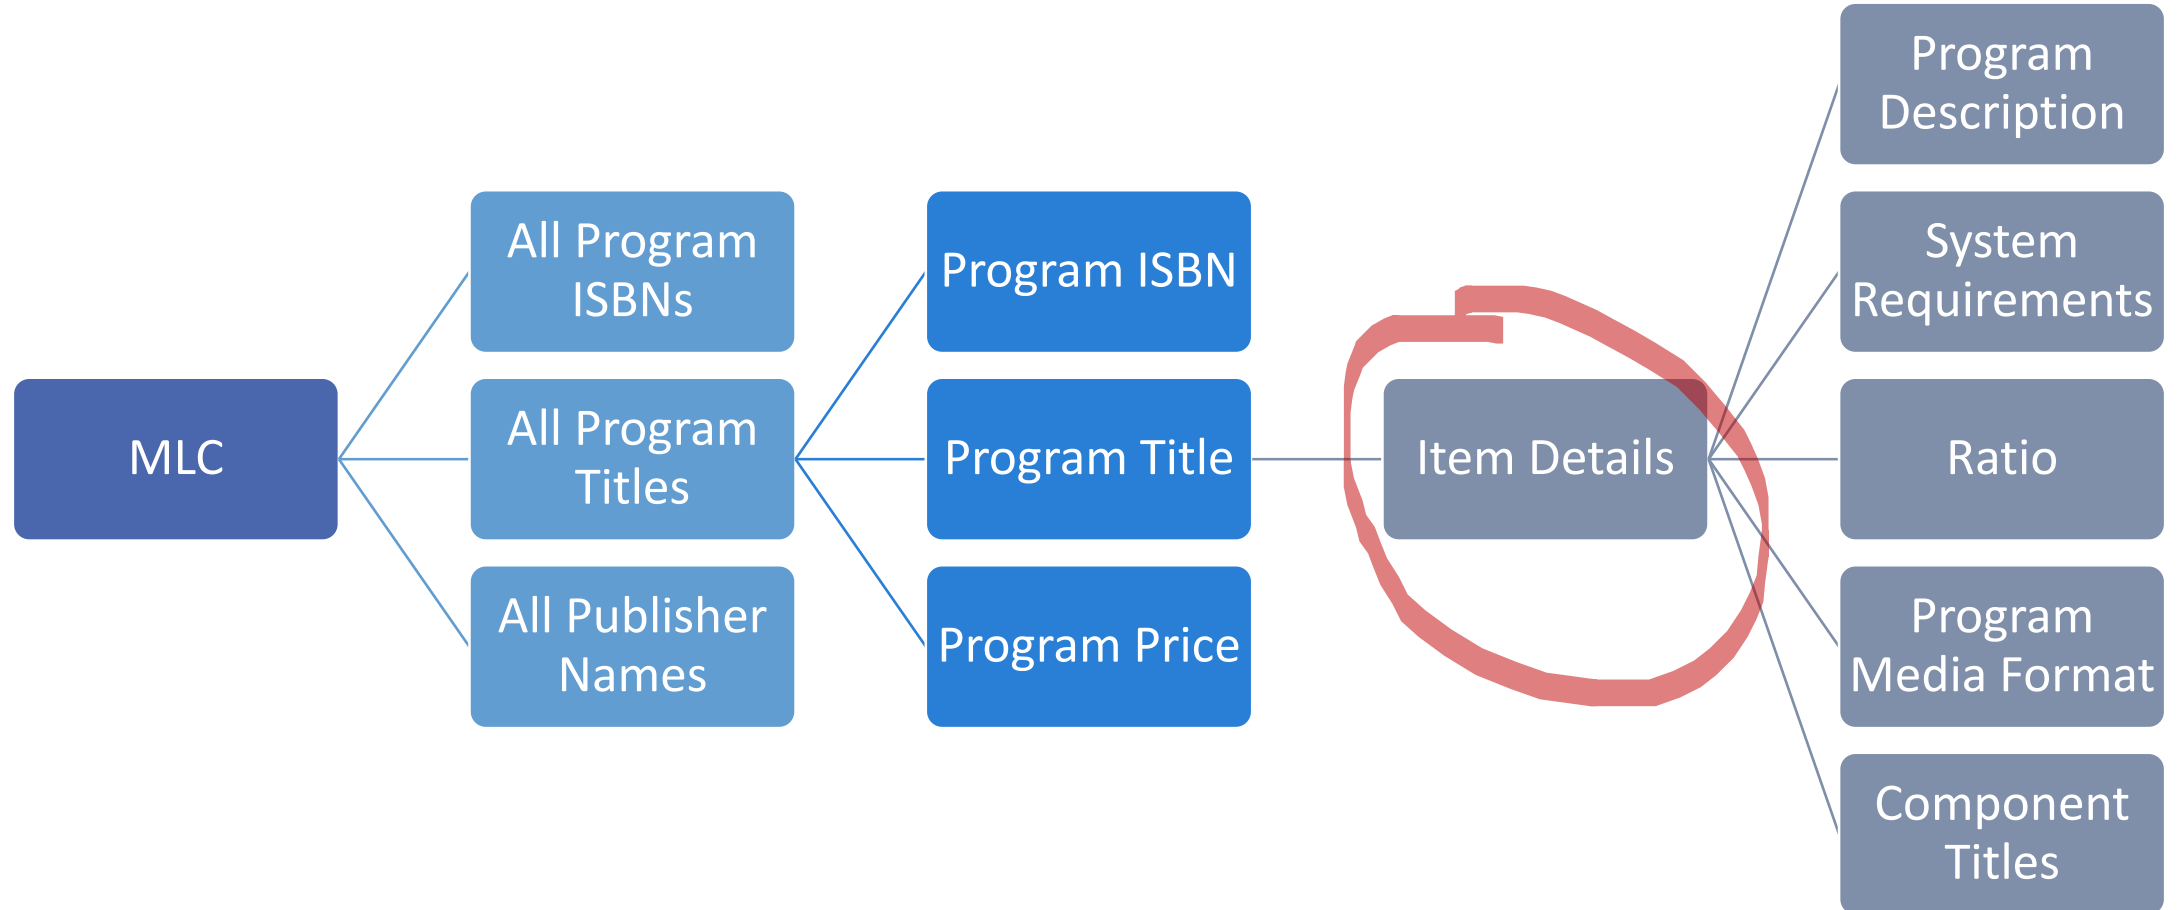 MLC
All Program
ISBNs
All Program
Titles
All Publisher
Names
Program ISBN
Program Title
Program Price
Item Details
Program
Description
System
Requirements
Ratio
Program
Media Format
Component
Titles